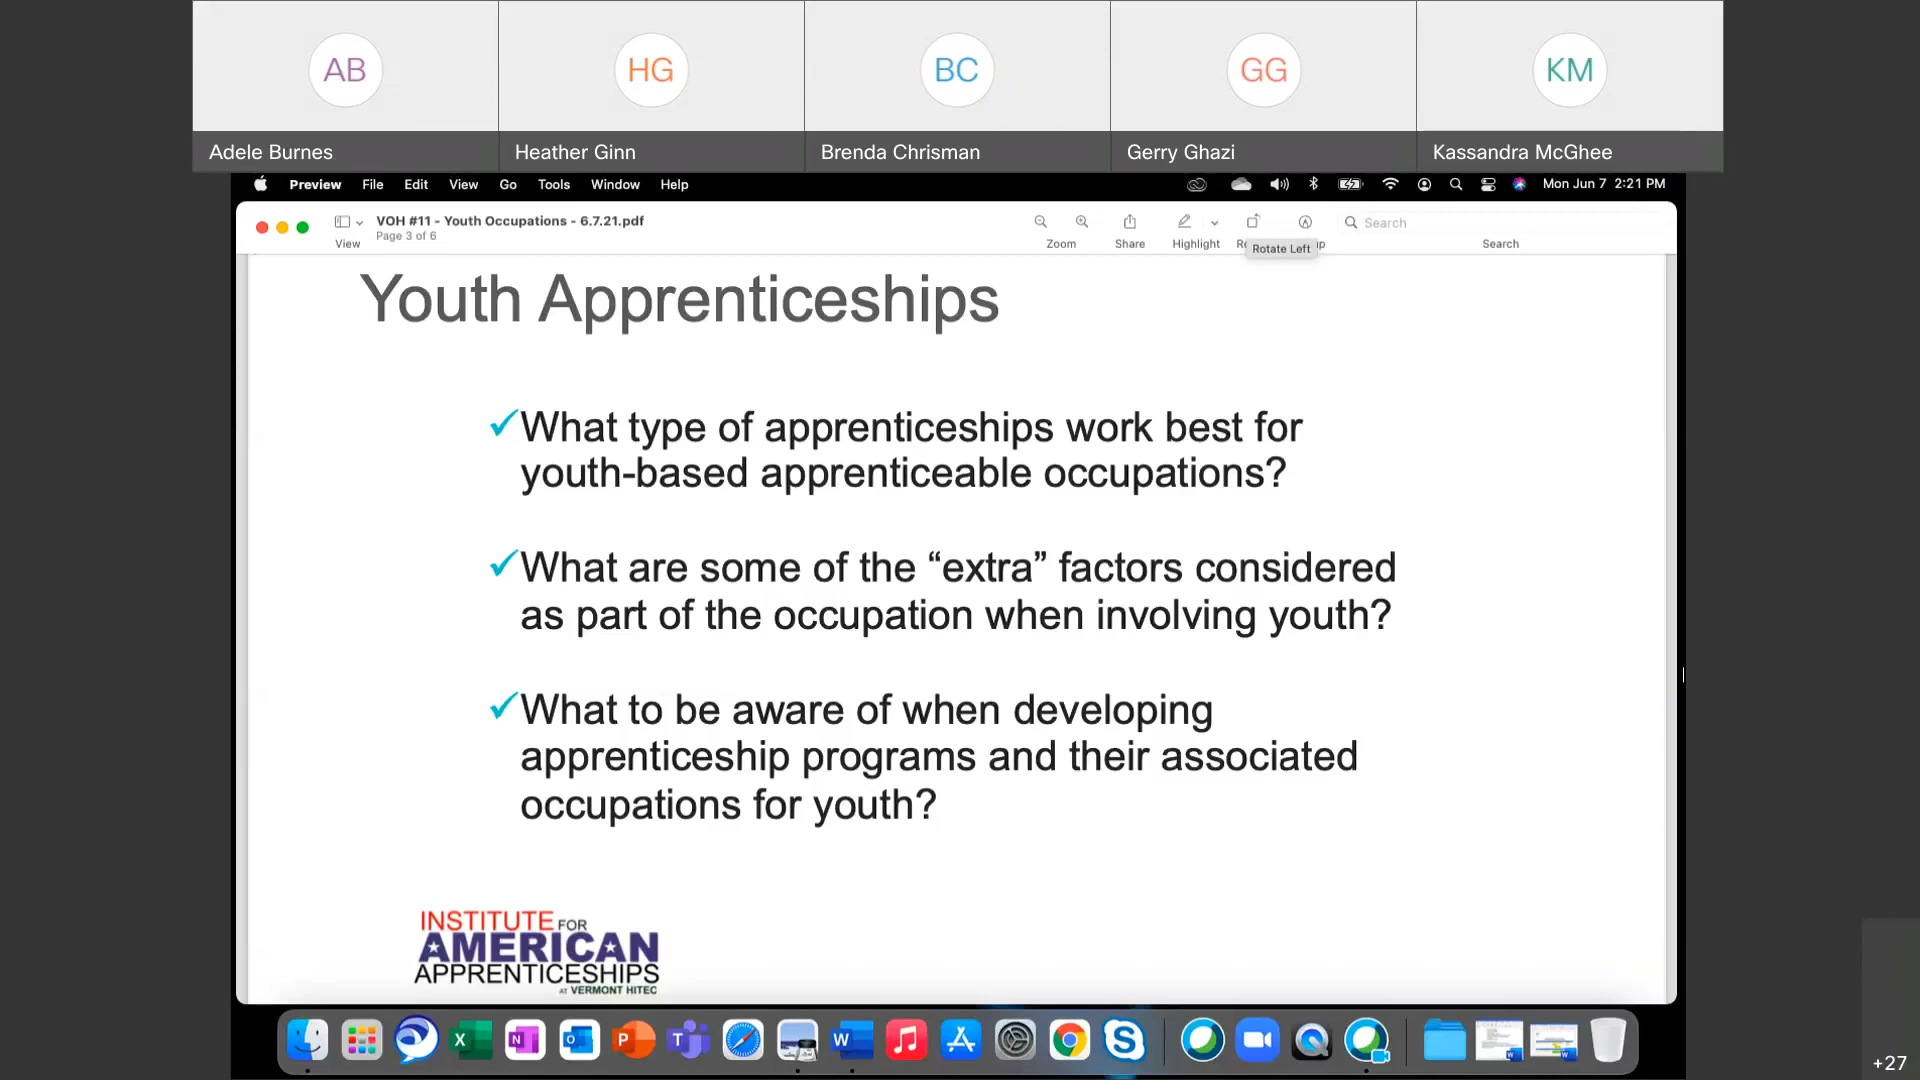 AB
HG
BC
GG
KM
Adele Burnes
Heather Ginn
Brenda Chrisman
Gerry Ghazi
Kassandra McGhee
Preview File Edit View Go Tools Window Help
Mon Jun 7 2:21 PM
VOH #11 - Youth Occupations - 6.7.21.pdf
Page 3 of 6
Search
View
Zoom
Share
Highlight
Search
Rotate Left
Youth Apprenticeships
✓What type of apprenticeships work best for
youth-based apprenticeable occupations?
✓What are some of the “extra” factors considered
as part of the occupation when involving youth?
✓What to be aware of when developing
apprenticeship programs and their associated
occupations for youth?
INSTITUTE FOR
AMERICAN
APPRENTICESHIPS
AT VERMONT HITEC
+27